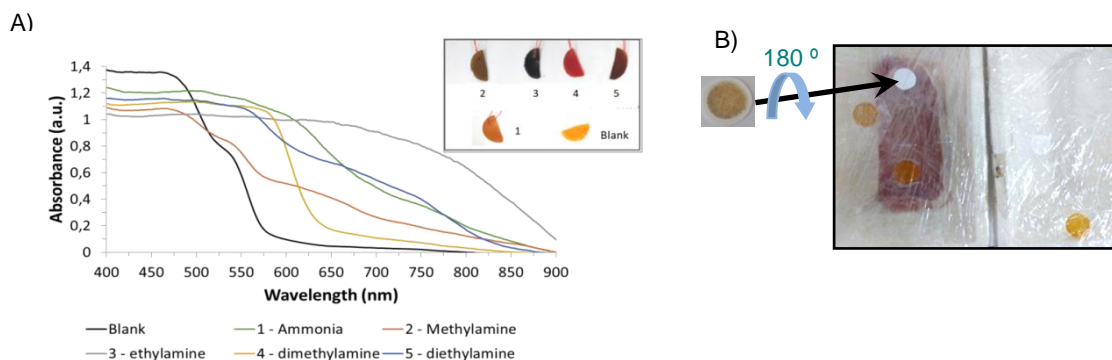 A)
Absorbance (a.u.)
1,4
1,2
1
0,8
0,6
0,4
0,2
0
400 450 500 550 600 650 700 750 800 850 900
Wavelength (nm)
2 3 4 5
1 Blank
Blank 1 - Ammonia 2 - Methylamine
3 - ethylamine 4 - dimethylamine 5 - diethylamine
B)
180 º